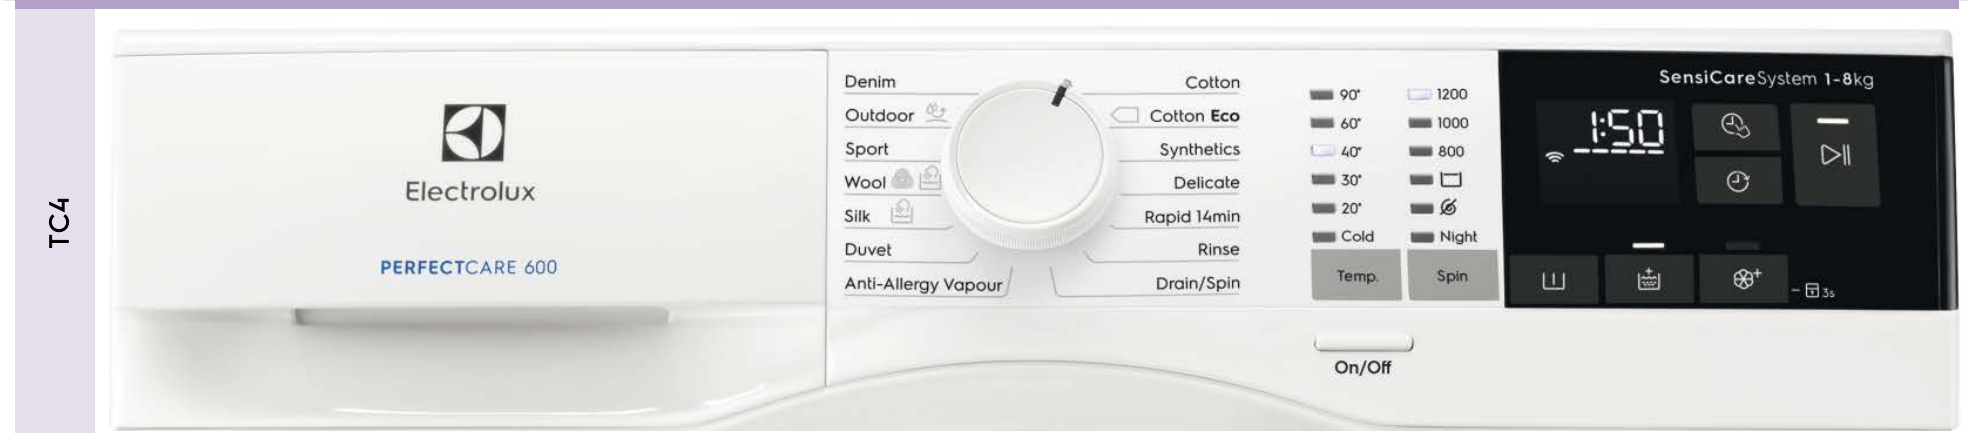 TC4
Electrolux
PERFECTCARE 600
Denim
Outdoor
Sport
Wool
Silk
Duvet
Anti-Allergy Vapour
Cotton
Cotton Eco
Synthetics
Delicate
Rapid 14min
Rinse
Drain/Spin
90°
60°
40°
30°
20°
Cold
Temp.
1200
1000
800
Night
Spin
On/Off
SensiCareSystem 1-8kg
1:50
3s